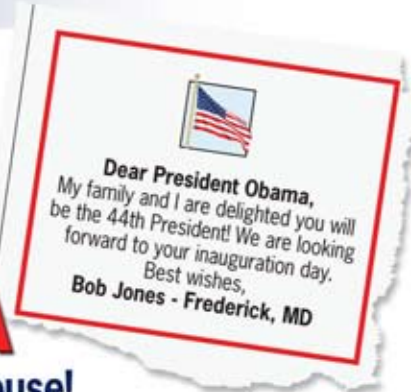 Dear President Obama,
My family and I are delighted you will
be the 44th President! We are looking
forward to your inauguration day.
Best wishes,
Bob Jones - Frederick, MD